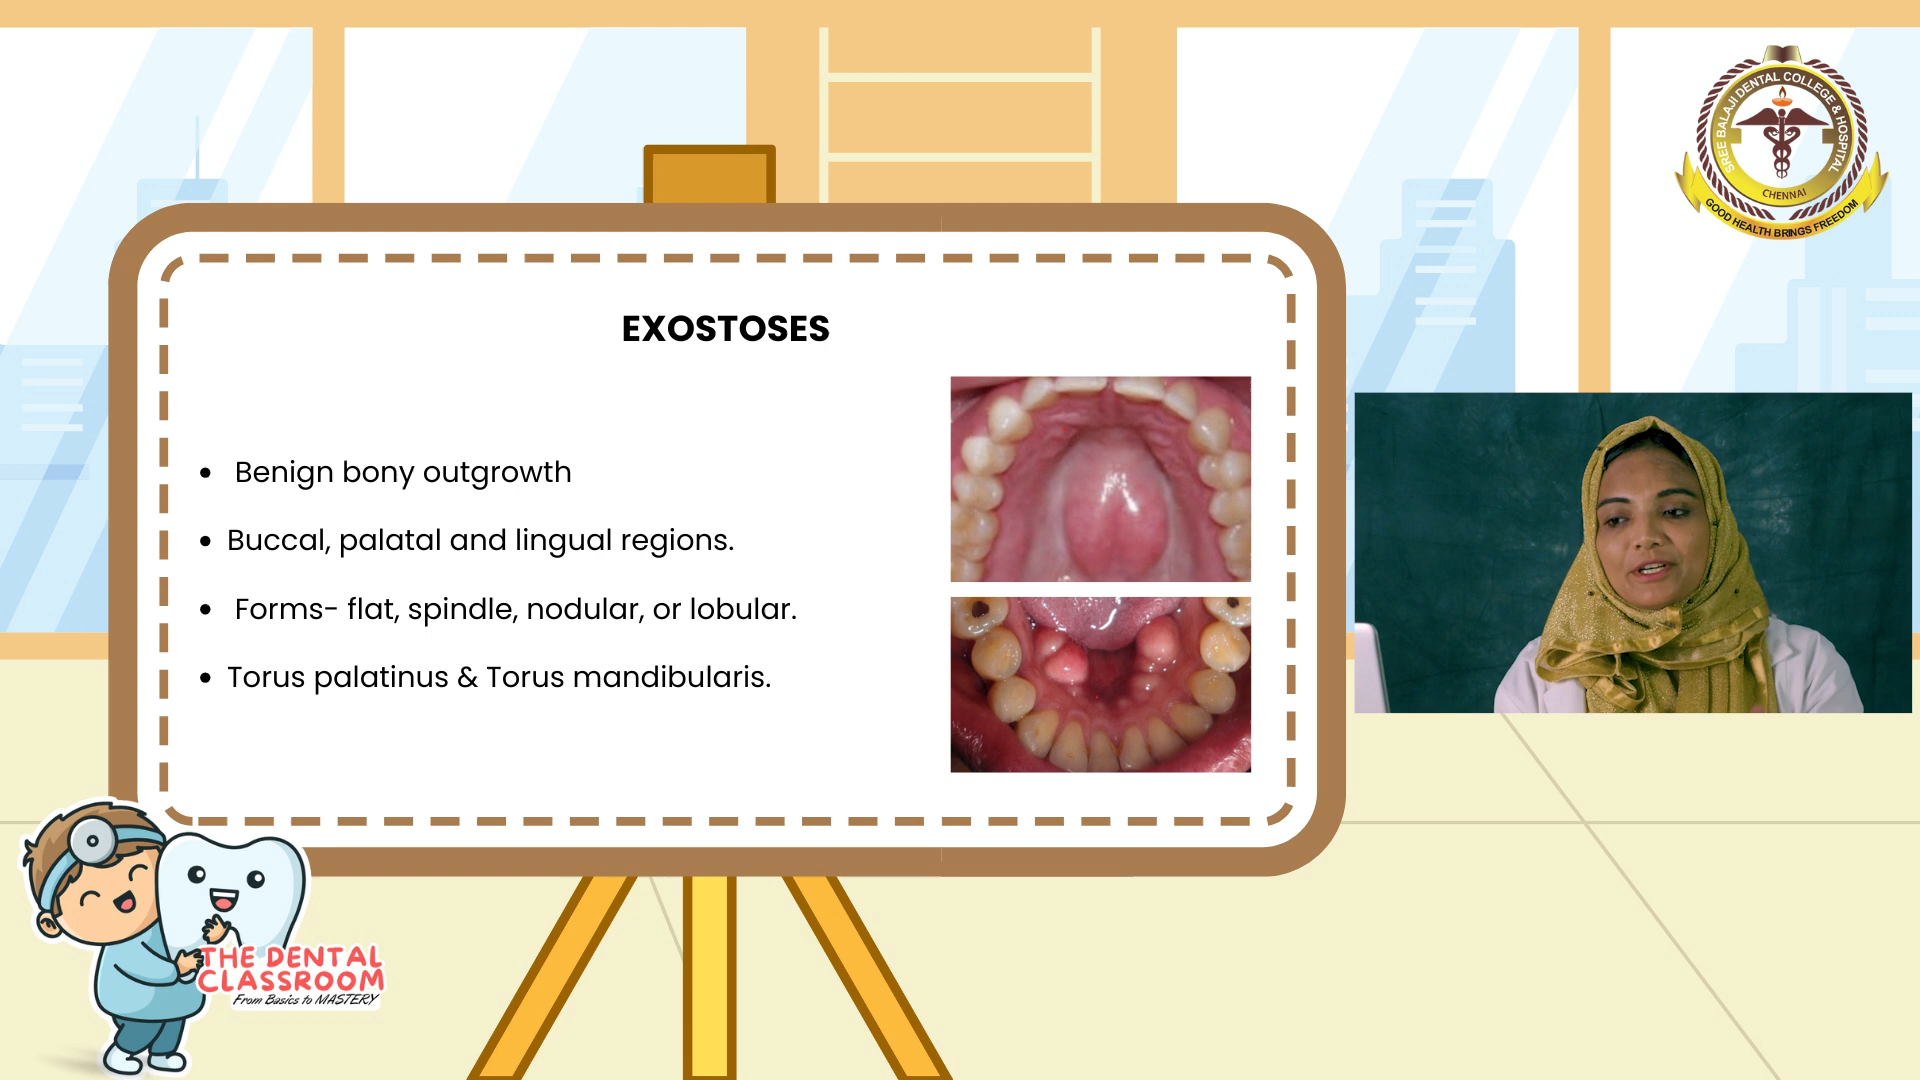 SREE BALAJI DENTAL COLLEGE & HOSPITAL
CHENNAI
GOOD HEALTH BRINGS FREEDOM
EXOSTOSES
• Benign bony outgrowth
• Buccal, palatal and lingual regions.
• Forms- flat, spindle, nodular, or lobular.
• Torus palatinus & Torus mandibularis.
THE DENTAL
CLASSROOM
From Basics to MASTERY